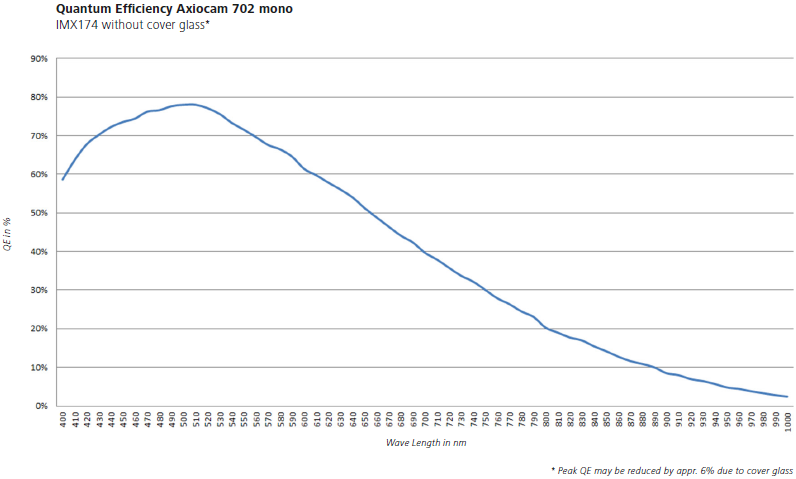 Quantum Efficiency Axiocam 702 mono
IMX174 without cover glass*
90%
80%
70%
60%
50%
40%
30%
20%
10%
0%
QE in %
400 410 420 430 440 450 460 470 480 490 500 510 520 530 540 550 560 570 580 590 600 610 620 630 640 650 660 670 680 690 700 710 720 730 740 750 760 770 780 790 800 810 820 830 840 850 860 870 880 890 900 910 920 930 940 950 960 970 980 990 1000
Wave Length in nm
* Peak QE may be reduced by appr. 6% due to cover glass